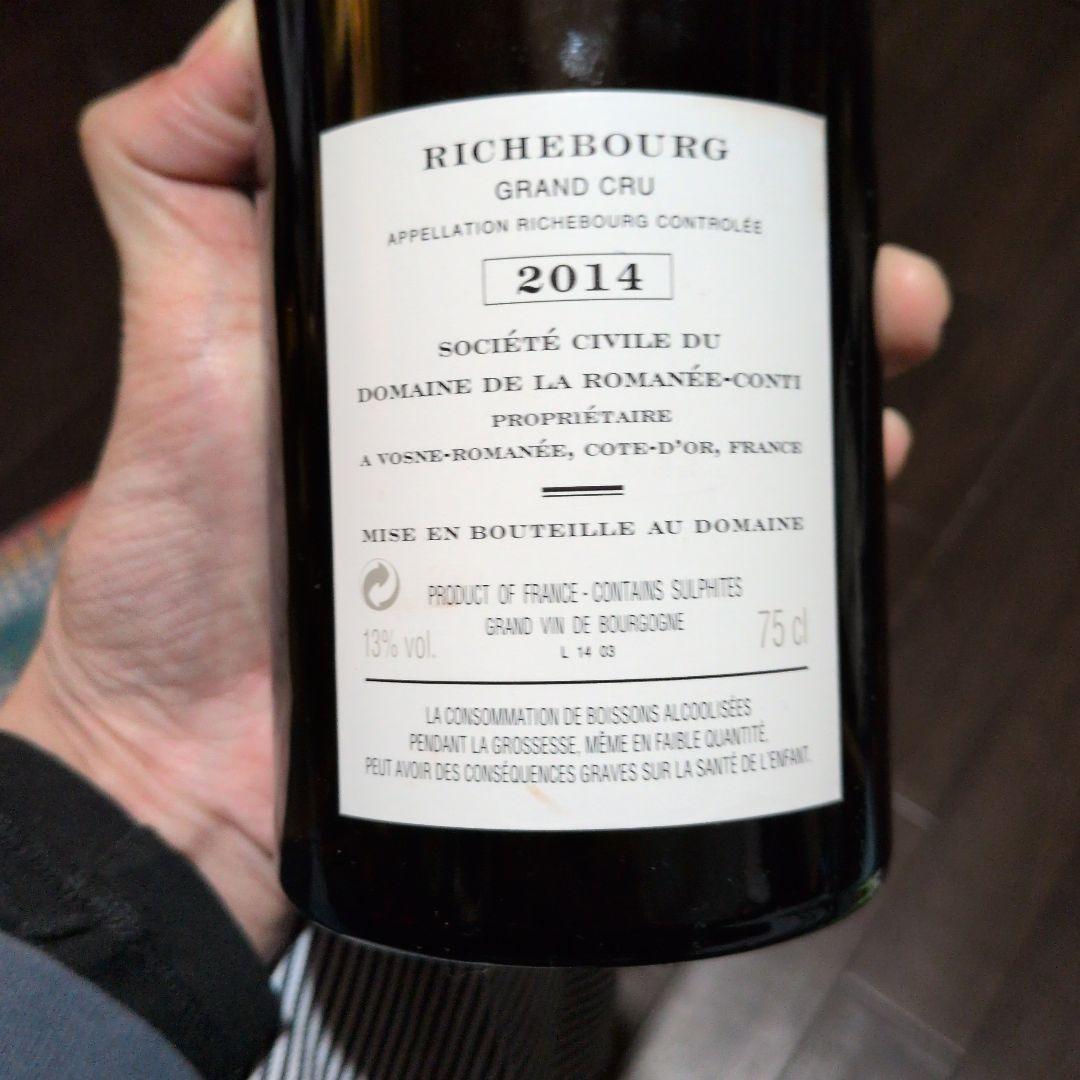 RICHEBOURG
GRAND CRU
APPELLATION RICHEBOURG CONTROLÉE
2014
SOCIÉTÉ CIVILE DU
DOMAINE DE LA ROMANÉE-CONTI
PROPRIÉTAIRE
A VOSNE-ROMANÉE, COTE-D'OR, FRANCE
MISE EN BOUTEILLE AU DOMAINE
PRODUCT OF FRANCE - CONTAINS SULPHITES
GRAND VIN DE BOURGOGNE
13% vol.
L 14 03
75 cl
LA CONSOMMATION DE BOISSONS ALCOOLISÉES
PENDANT LA GROSSESSE, MÊME EN FAIBLE QUANTITÉ,
PEUT AVOIR DES CONSÉQUENCES GRAVES SUR LA SANTÉ DE L'ENFANT.